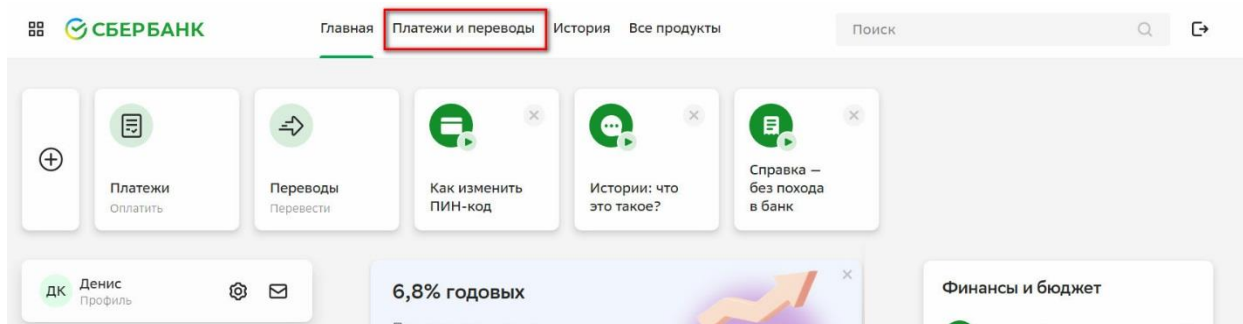 СБЕРБАНК
Главная Платежи и переводы История Все продукты
Поиск
Платежи
Оплатить
Переводы
Перевести
Как изменить
ПИН-код
Истории: что
это такое?
Справка —
без похода
в банк
ДК
Денис
Профиль
6,8% годовых
Финансы и бюджет